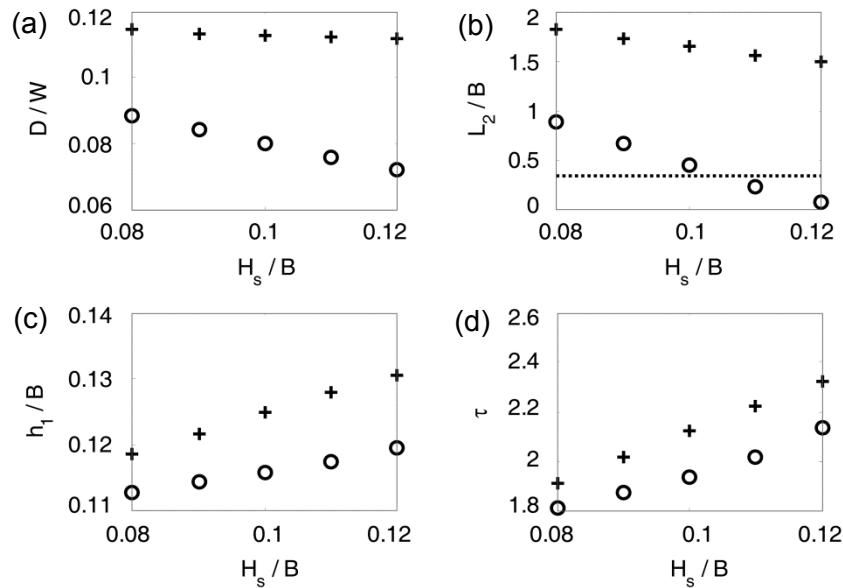 (a)
0.12
0.1
0.08
0.06
D / W
0.08
0.1
0.12
H_s / B
(b)
2
1.5
1
0.5
0
L_2 / B
0.08
0.1
0.12
H_s / B
(c)
0.14
0.13
0.12
0.11
h_1 / B
0.08
0.1
0.12
H_s / B
(d)
2.6
2.4
2.2
2
1.8
τ
0.08
0.1
0.12
H_s / B